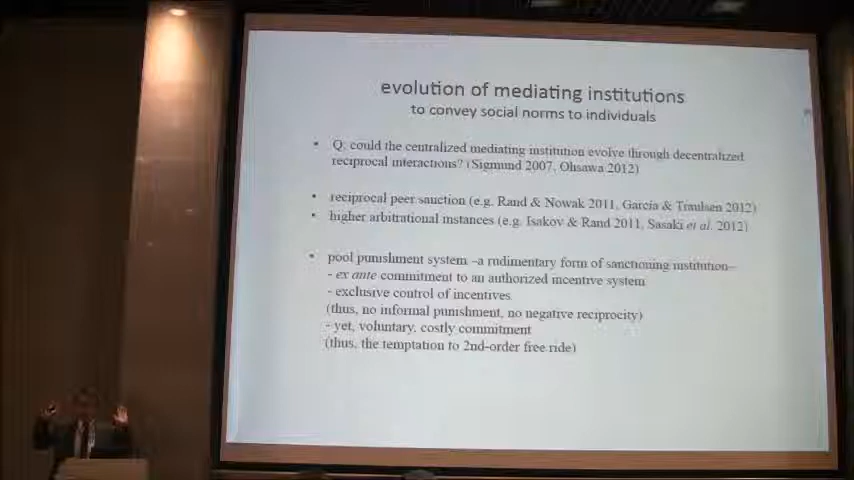 evolution of mediating institutions
to convey social norms to individuals
• Q: could the centralized mediating institution evolve through decentralized
reciprocal interactions? (Sigmund 2007, Ohsawa 2012)
• reciprocal peer sanction (e.g. Rand & Nowak 2011, Garcia & Traulsen 2012)
• higher arbitrational instances (e.g. Isakov & Rand 2011, Sasaki et al. 2012)
• pool punishment system –a rudimentary form of sanctioning institution–
- ex ante commitment to an authorized incentive system
- exclusive control of incentives
(thus, no informal punishment, no negative reciprocity)
- yet, voluntary, costly commitment
(thus, the temptation to 2nd-order free ride)